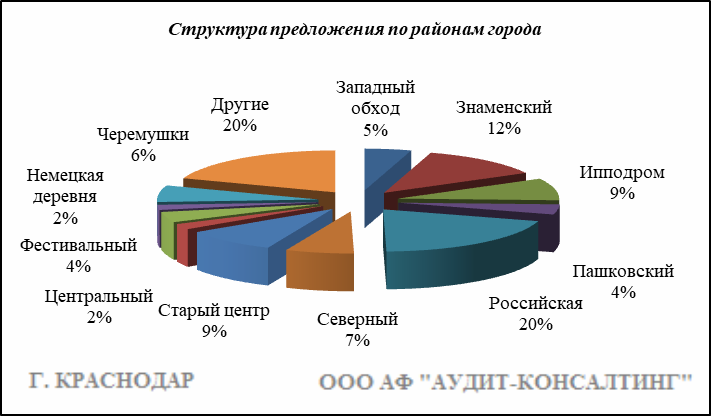 Структура предложения по районам города
Западный
обход
5%
Знаменский
12%
Ипподром
9%
Пашковский
4%
Российская
20%
Северный
7%
Старый центр
9%
Центральный
2%
Фестивальный
4%
Немецкая
деревня
2%
Черемушки
6%
Другие
20%
Г. КРАСНОДАР
ООО АФ "АУДИТ-КОНСАЛТИНГ"